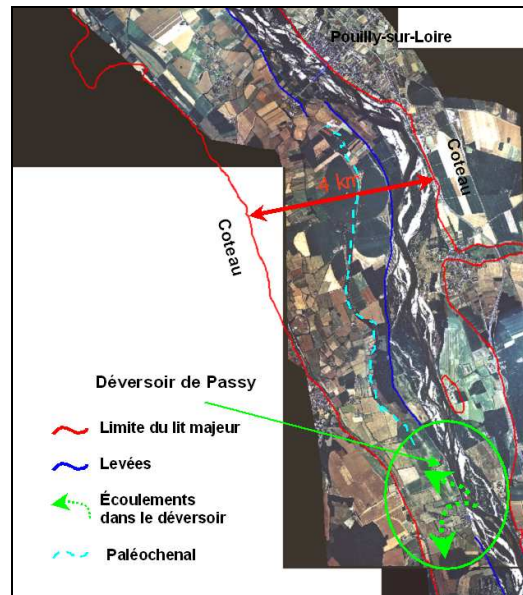 Pouilly-sur-Loire
Coteau
4 km
Coteau
Déversoir de Passy
Limite du lit majeur
Levées
Écoulements
dans le déversoir
Paléochenal